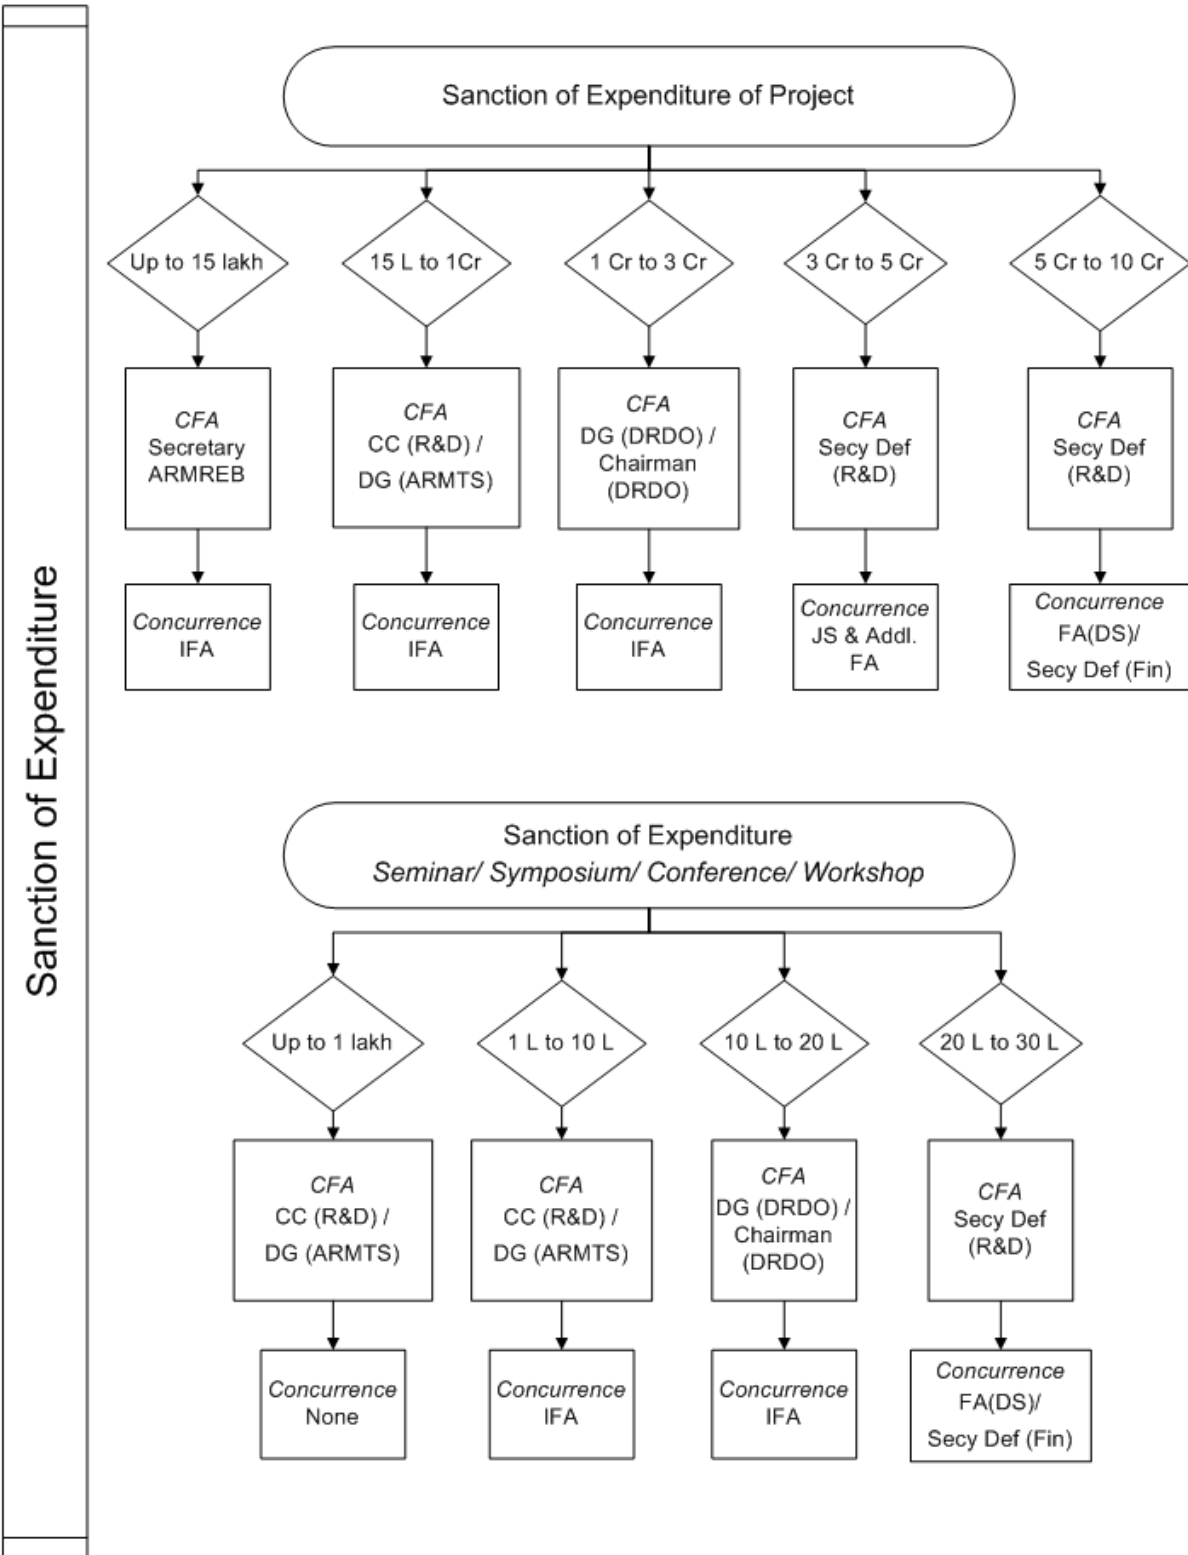 Sanction of Expenditure
Sanction of Expenditure of Project
Up to 15 lakh
15 L to 1Cr
1 Cr to 3 Cr
3 Cr to 5 Cr
5 Cr to 10 Cr
CFA
Secretary
ARMREB
CFA
CC (R&D) /
DG (ARMTS)
CFA
DG (DRDO) /
Chairman
(DRDO)
CFA
Secy Def
(R&D)
CFA
Secy Def
(R&D)
Concurrence
IFA
Concurrence
IFA
Concurrence
IFA
Concurrence
JS & Addl.
FA
Concurrence
FA(DS)/
Secy Def (Fin)
Sanction of Expenditure
Seminar/ Symposium/ Conference/ Workshop
Up to 1 lakh
1 L to 10 L
10 L to 20 L
20 L to 30 L
CFA
CC (R&D) /
DG (ARMTS)
CFA
CC (R&D) /
DG (ARMTS)
CFA
DG (DRDO) /
Chairman
(DRDO)
CFA
Secy Def
(R&D)
Concurrence
None
Concurrence
IFA
Concurrence
IFA
Concurrence
FA(DS)/
Secy Def (Fin)